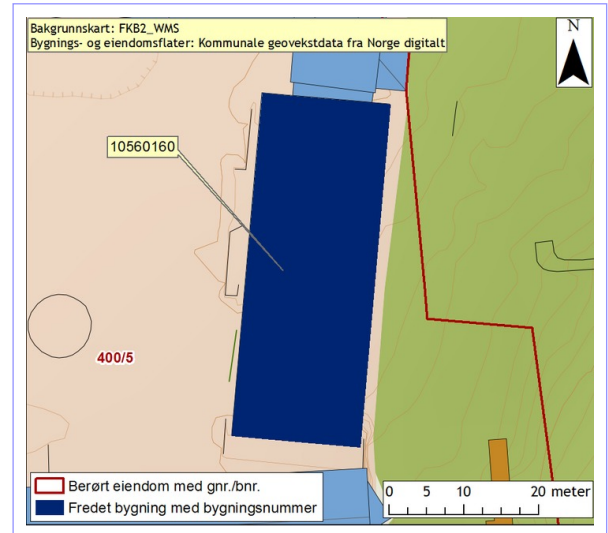 Bakgrunnskart: FKB2_WMS
Bygnings- og eiendomsflater: Kommunale geovekstdata fra Norge digitalt
N
10560160
400/5
Berørt eiendom med gnr./bnr.
Fredet bygning med bygningsnummer
0 5 10 20 meter